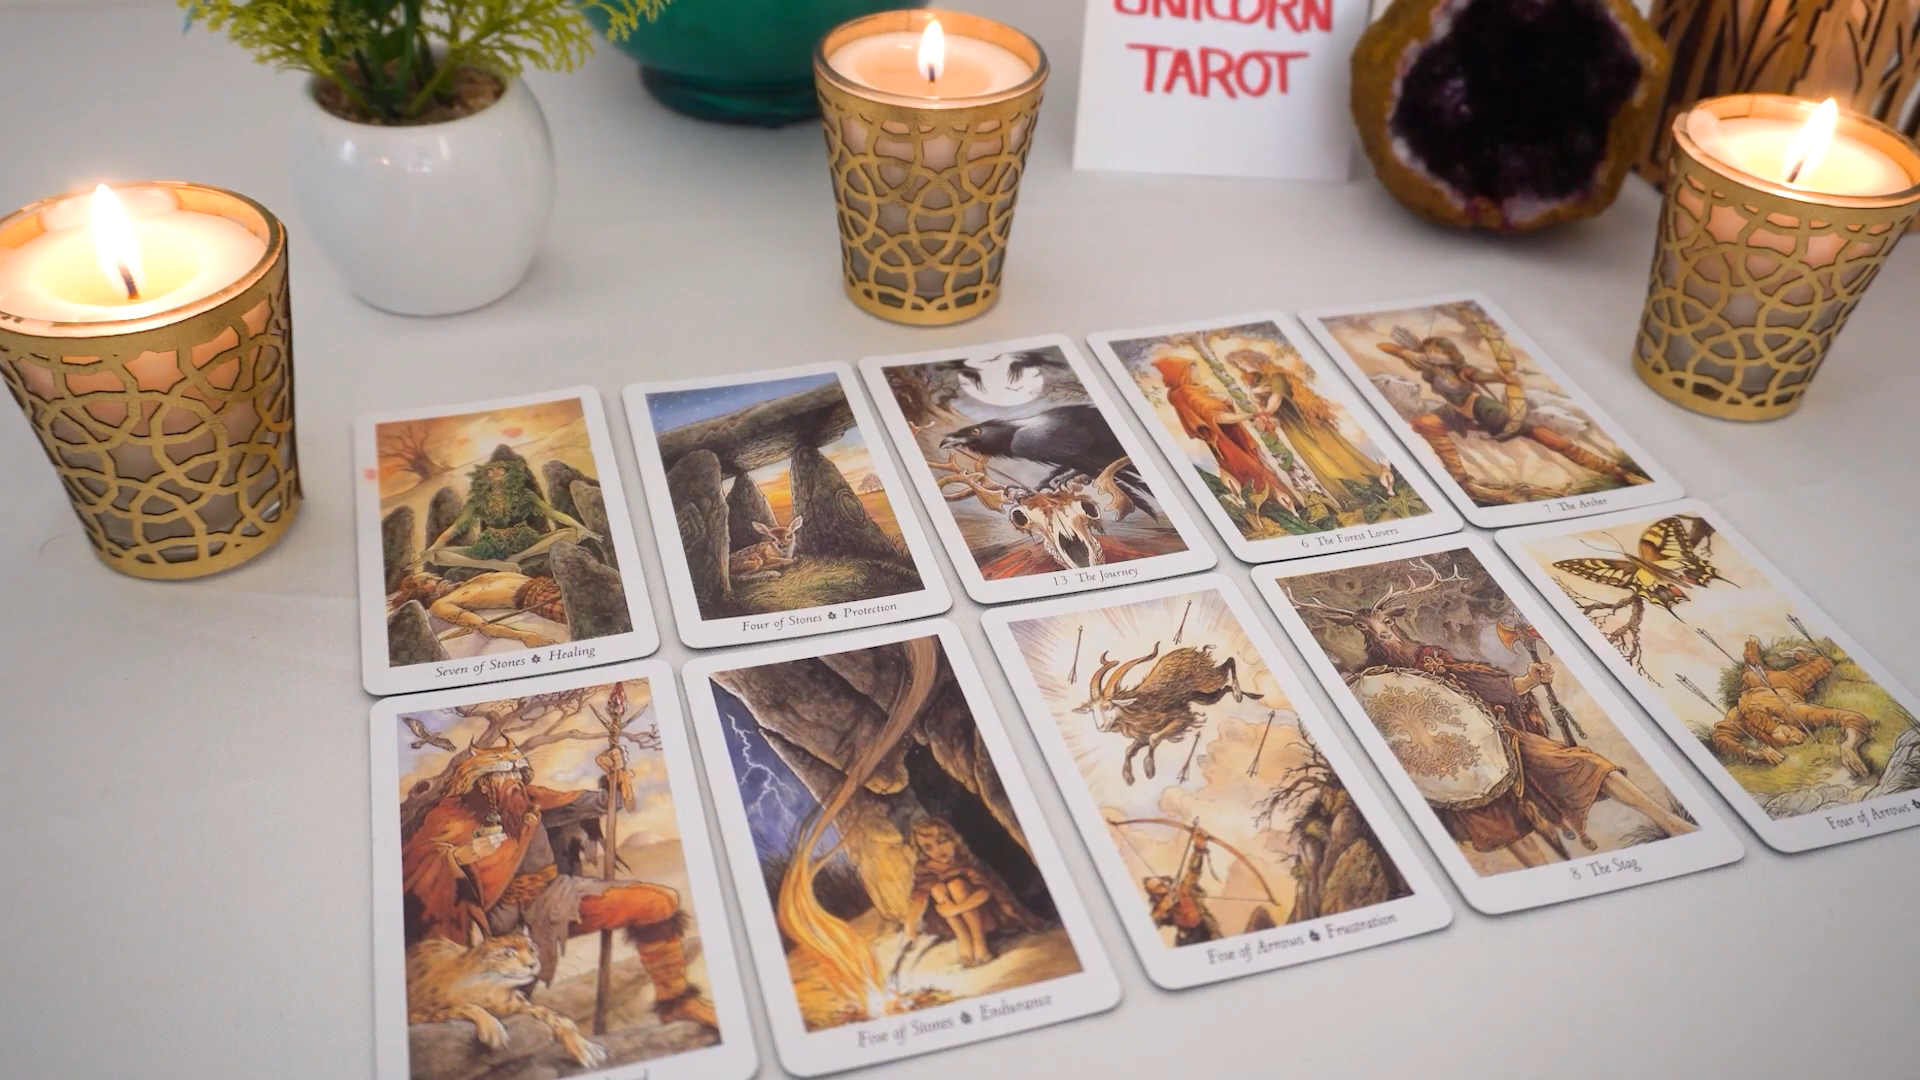 UNICORN
TAROT
7 The Archer
6 The Forest Lovers
13 The Journey
Four of Stones Protection
Seven of Stones Healing
Four of Arrows
8 The Stag
Five of Arrows Frustration
Five of Stones Endurance